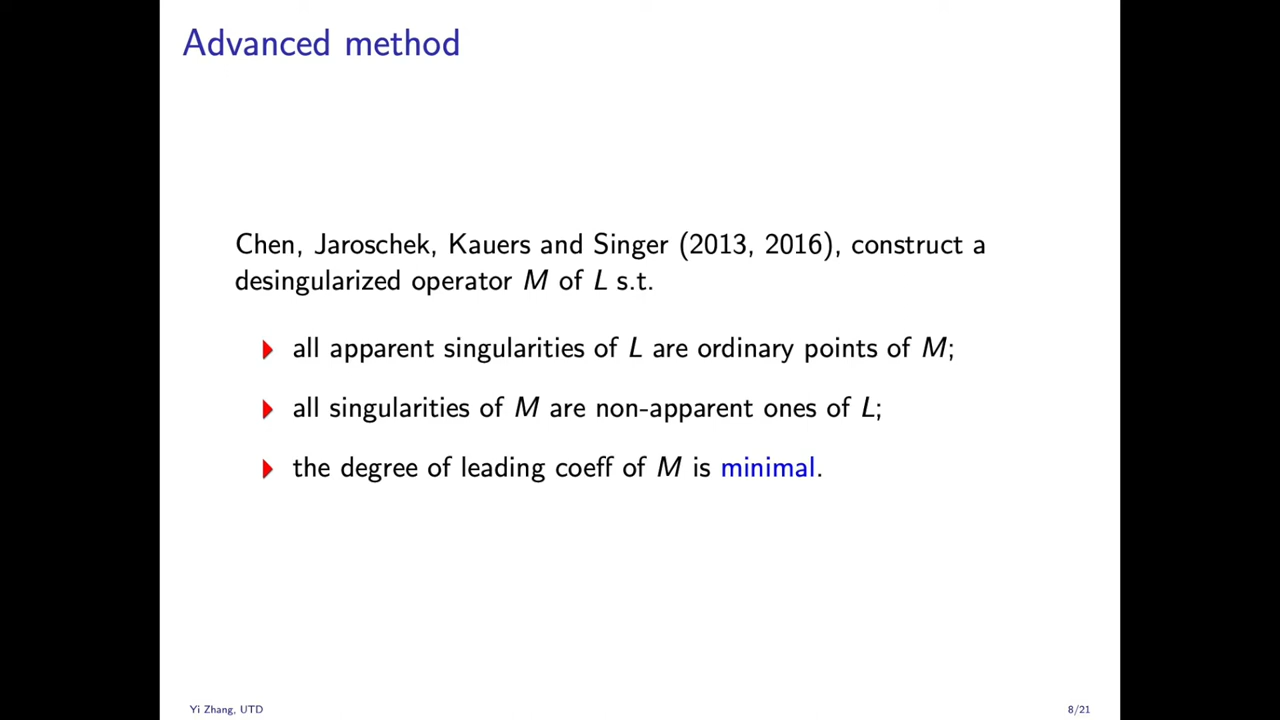 Advanced method
Chen, Jaroschek, Kauers and Singer (2013, 2016), construct a
desingularized operator M of L s.t.
all apparent singularities of L are ordinary points of M;
all singularities of M are non-apparent ones of L;
the degree of leading coeff of M is minimal.
Yi Zhang, UTD
8/21